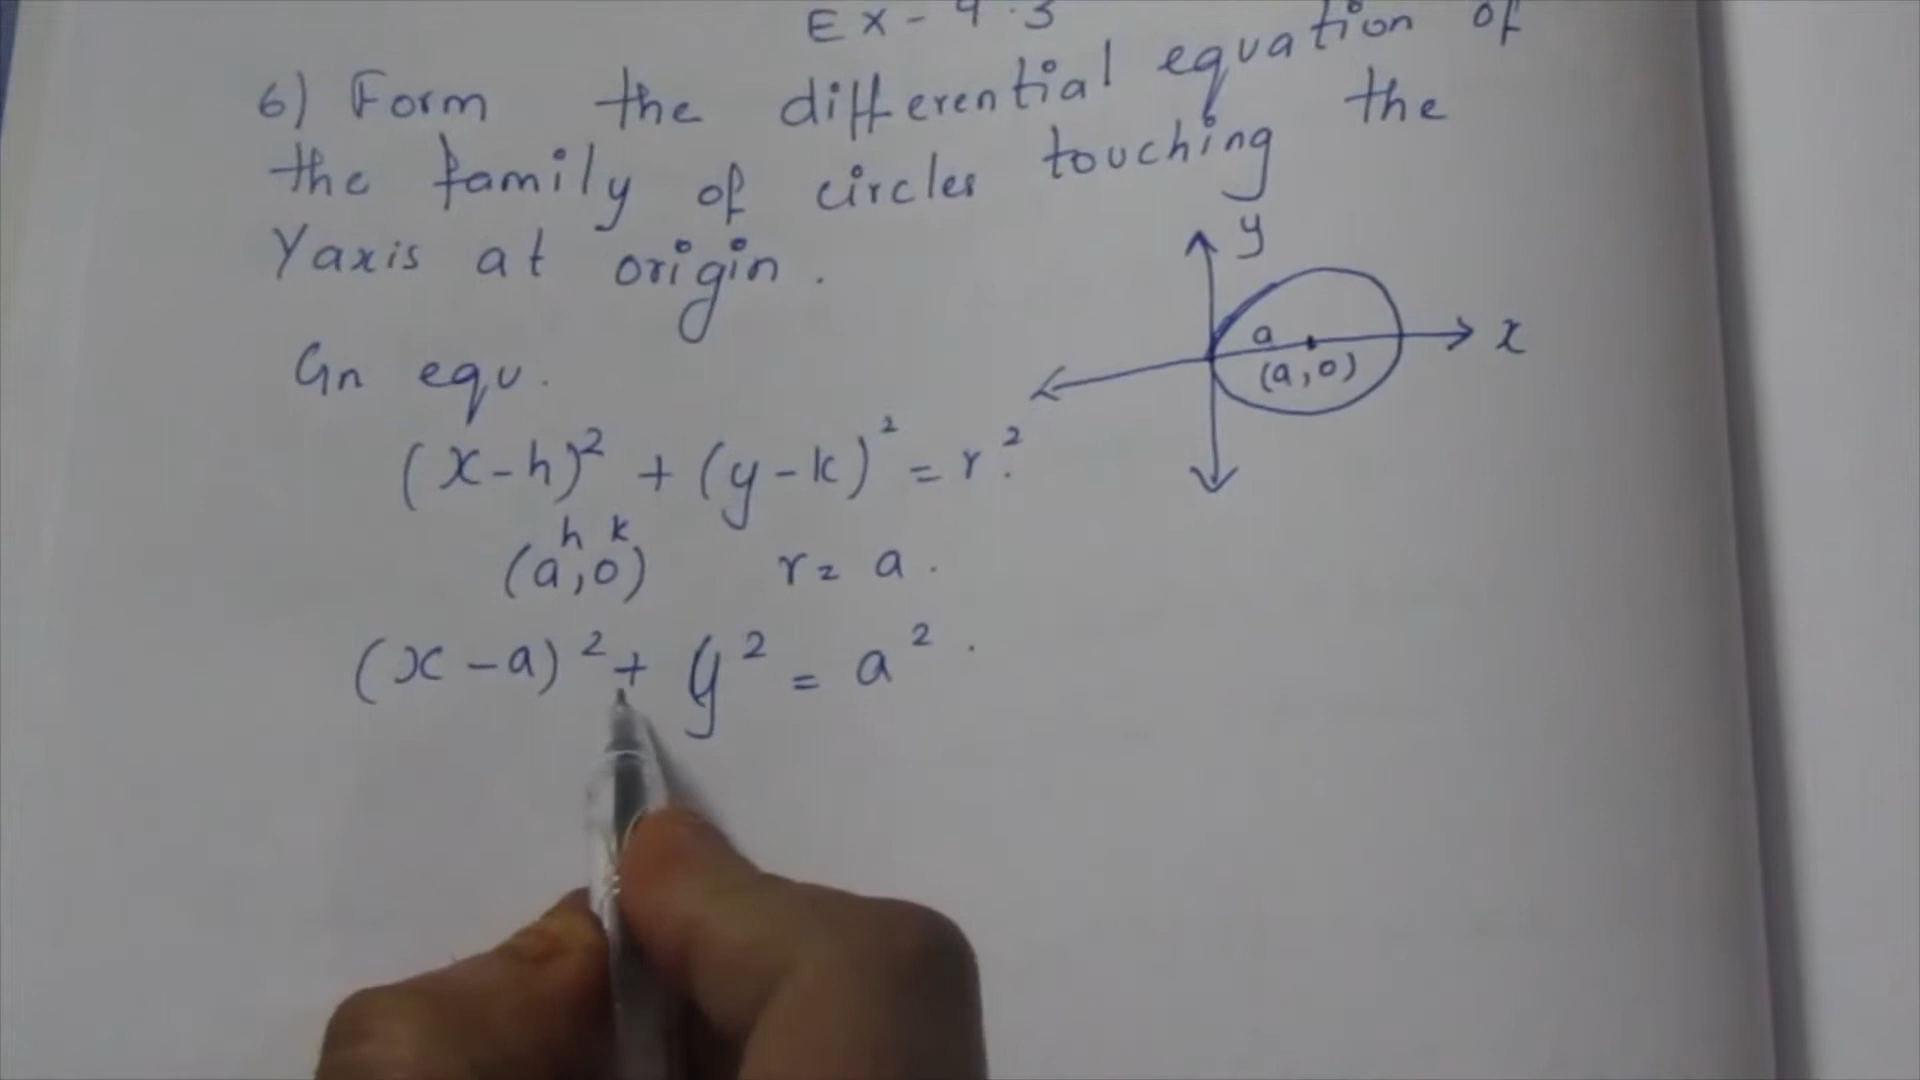 Ex - 9.3
6) Form the differential equation of
the family of circles touching the
Y axis at origin.
y
a
x
(a,0)
Gn equ.
(x-h)² + (y-k)² = r².
h k
(a,0) r = a.
(x-a)² + y² = a².